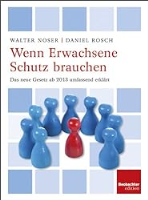 WALTER NOSER | DANIEL ROSCH
Wenn Erwachsene
Schutz brauchen
Das neue Gesetz ab 2013 umfassend erklärt
Beobachter
edition